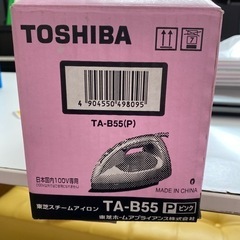 TOSHIBA
4 904550 498095
TA-B55(P)
日本国内100V専用
MADE IN CHINA
東芝スチームアイロン TA-B55 P ピンク
東芝ホームアプライアンス株式会社